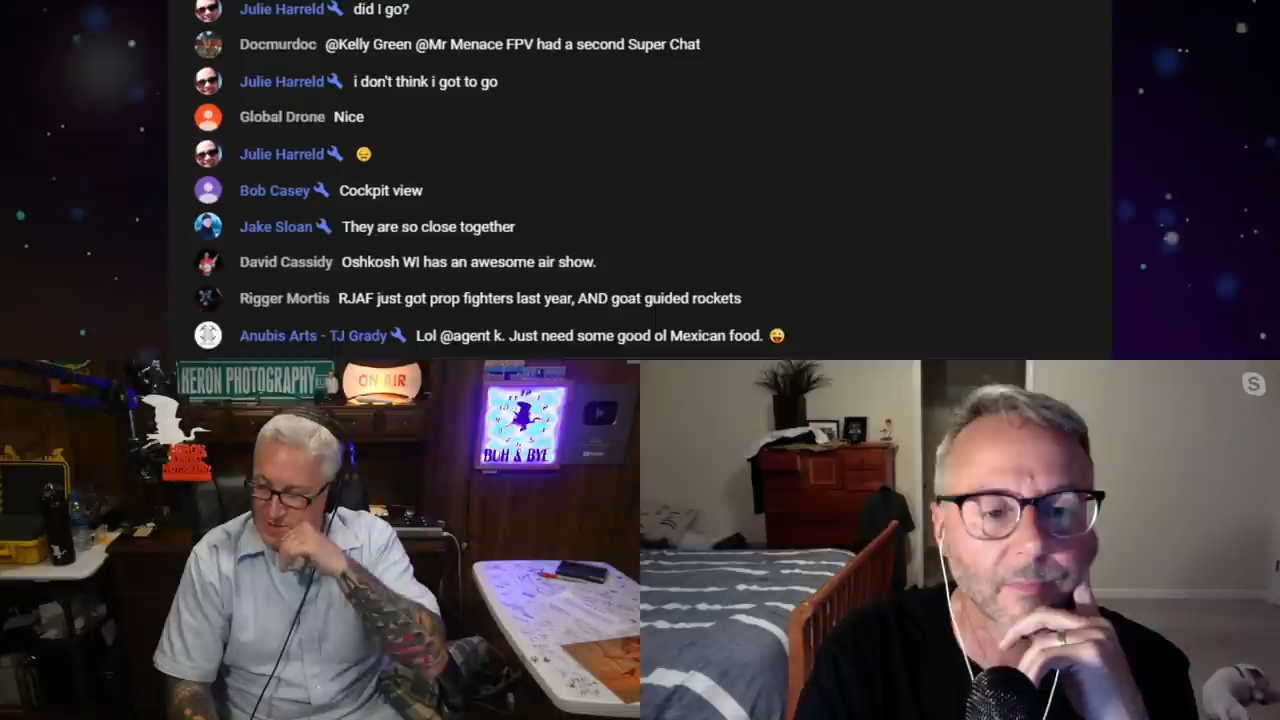 Julie Harreld did I go?
Docmurdoc @Kelly Green @Mr Menace FPV had a second Super Chat
Julie Harreld i don't think i got to go
Global Drone Nice
Julie Harreld 😑
Bob Casey Cockpit view
Jake Sloan They are so close together
David Cassidy Oshkosh WI has an awesome air show.
Rigger Mortis RJAF just got prop fighters last year, AND goat guided rockets
Anubis Arts - TJ Grady Lol @agent k. Just need some good ol Mexican food. 😜
HERON PHOTOGRAPHY
ON AIR
S
HERON
BUH & BYE